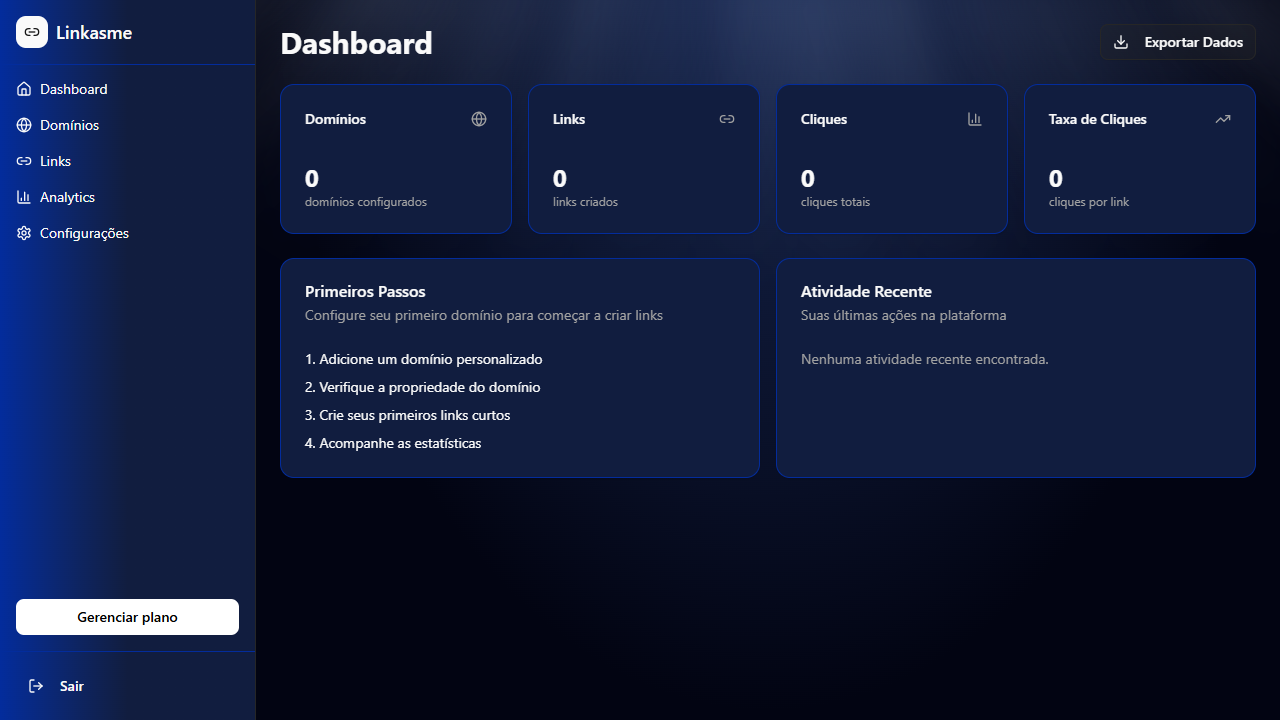 Linkasme
Dashboard
Domínios
Links
Analytics
Configurações
Gerenciar plano
Sair
Dashboard
Exportar Dados
Domínios
0
domínios configurados
Links
0
links criados
Cliques
0
cliques totais
Taxa de Cliques
0
cliques por link
Primeiros Passos
Configure seu primeiro domínio para começar a criar links
1. Adicione um domínio personalizado
2. Verifique a propriedade do domínio
3. Crie seus primeiros links curtos
4. Acompanhe as estatísticas
Atividade Recente
Suas últimas ações na plataforma
Nenhuma atividade recente encontrada.